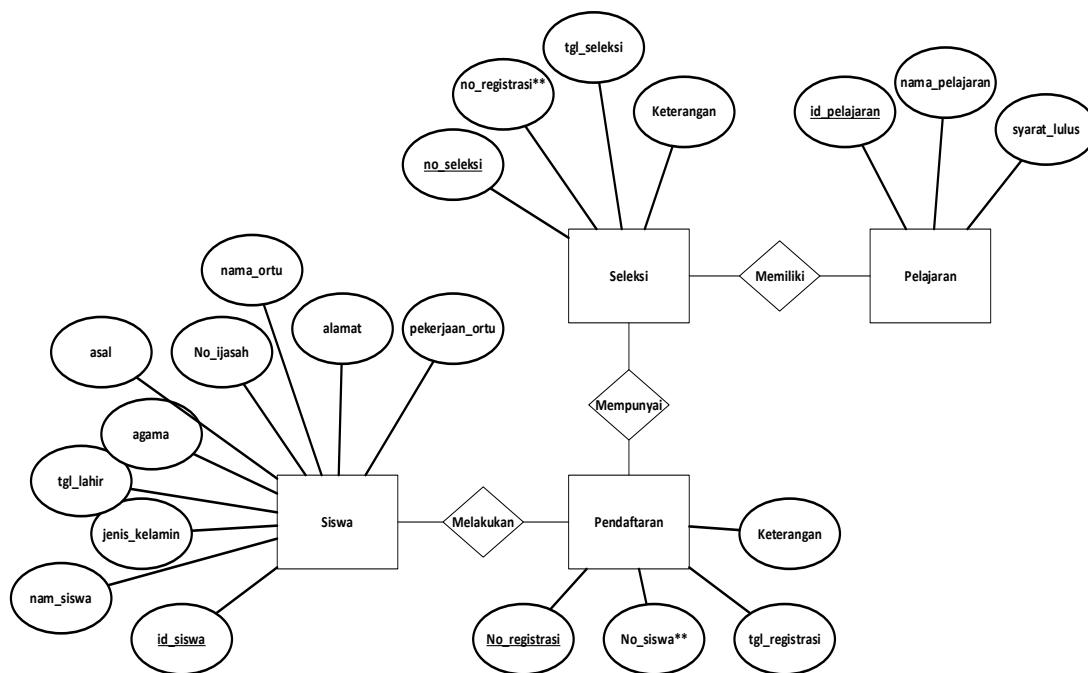 tgl_seleksi
no_registrasi**
nama_pelajaran
id_pelajaran
Keterangan
syarat_lulus
no_seleksi
nama_ortu
Seleksi
Memiliki
Pelajaran
alamat
pekerjaan_ortu
No_ijasah
asal
Mempunyai
agama
tgl_lahir
Siswa
Melakukan
Pendaftaran
jenis_kelamin
Keterangan
nam_siswa
id_siswa
No_registrasi
No_siswa**
tgl_registrasi